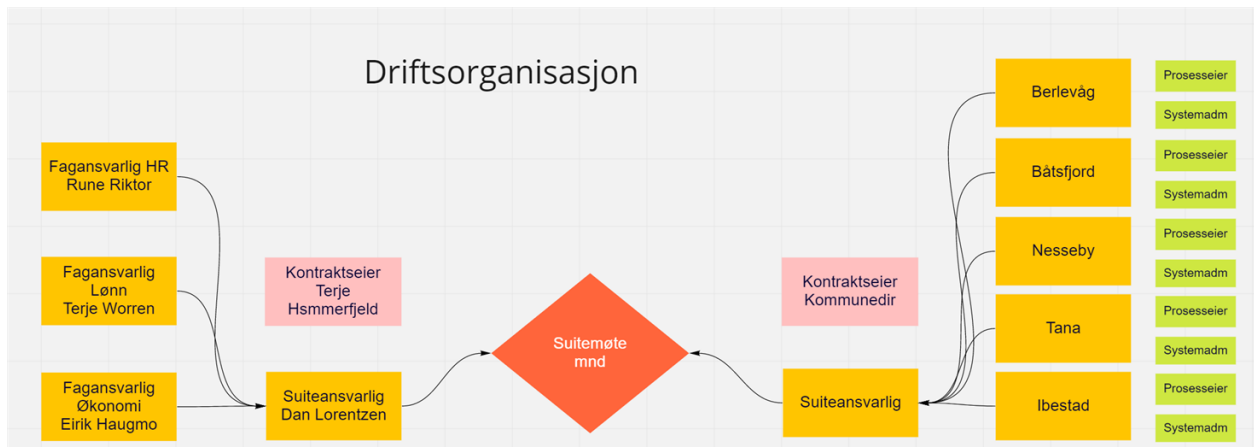 Driftsorganisasjon
Fagansvarlig HR
Rune Riktor
Fagansvarlig
Lønn
Terje Worren
Fagansvarlig
Økonomi
Eirik Haugmo
Kontraktseier
Terje
Hsmmerfjeld
Suiteansvarlig
Dan Lorentzen
Suitemøte
mnd
Kontraktseier
Kommunedir
Suiteansvarlig
Berlevåg
Prosesseier
Systemadm
Båtsfjord
Prosesseier
Systemadm
Nesseby
Prosesseier
Systemadm
Tana
Prosesseier
Systemadm
Ibestad
Prosesseier
Systemadm